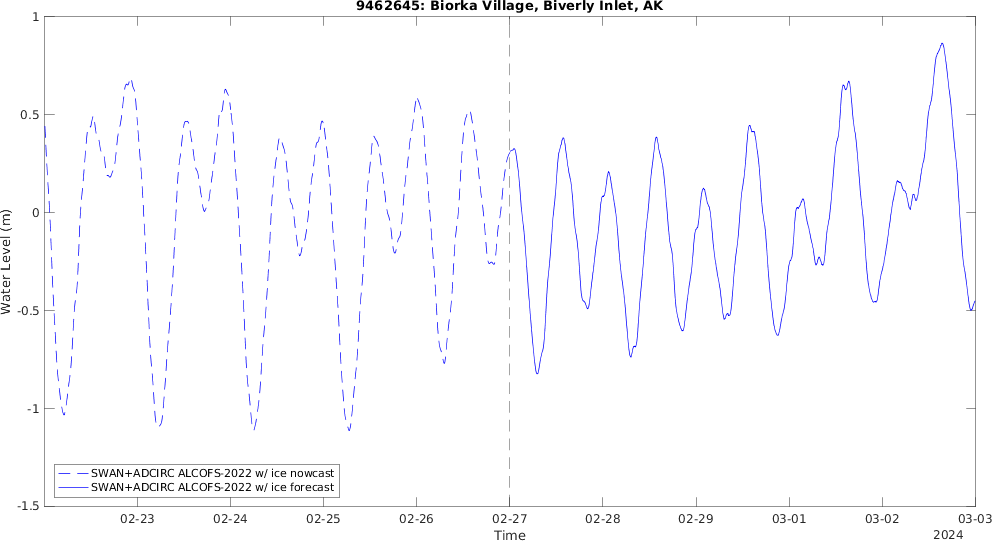 9462645: Biorka Village, Biverly Inlet, AK
1
0.5
0
-0.5
-1
-1.5
Water Level (m)
SWAN+ADCIRC ALCOFS-2022 w/ ice nowcast
SWAN+ADCIRC ALCOFS-2022 w/ ice forecast
02-23 02-24 02-25 02-26 02-27 02-28 02-29 03-01 03-02 03-03
Time
2024